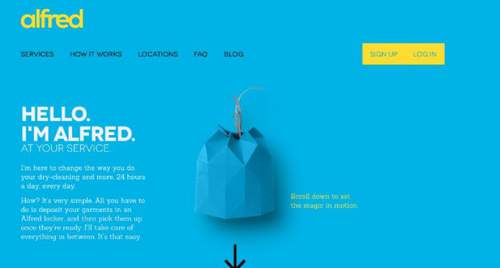 alfred
SERVICES HOW IT WORKS LOCATIONS FAQ BLOG SIGN UP LOG IN
HELLO.
I'M ALFRED.
AT YOUR SERVICE.
I'm here to change the way you do
your dry-cleaning and more, 24 hours
a day, every day.
How? It's very simple. All you have to
do is deposit your garments in an
Alfred locker, and then pick them up
once they're ready. I'll take care of
everything in between. It's that easy.
Scroll down to set
the magic in motion.